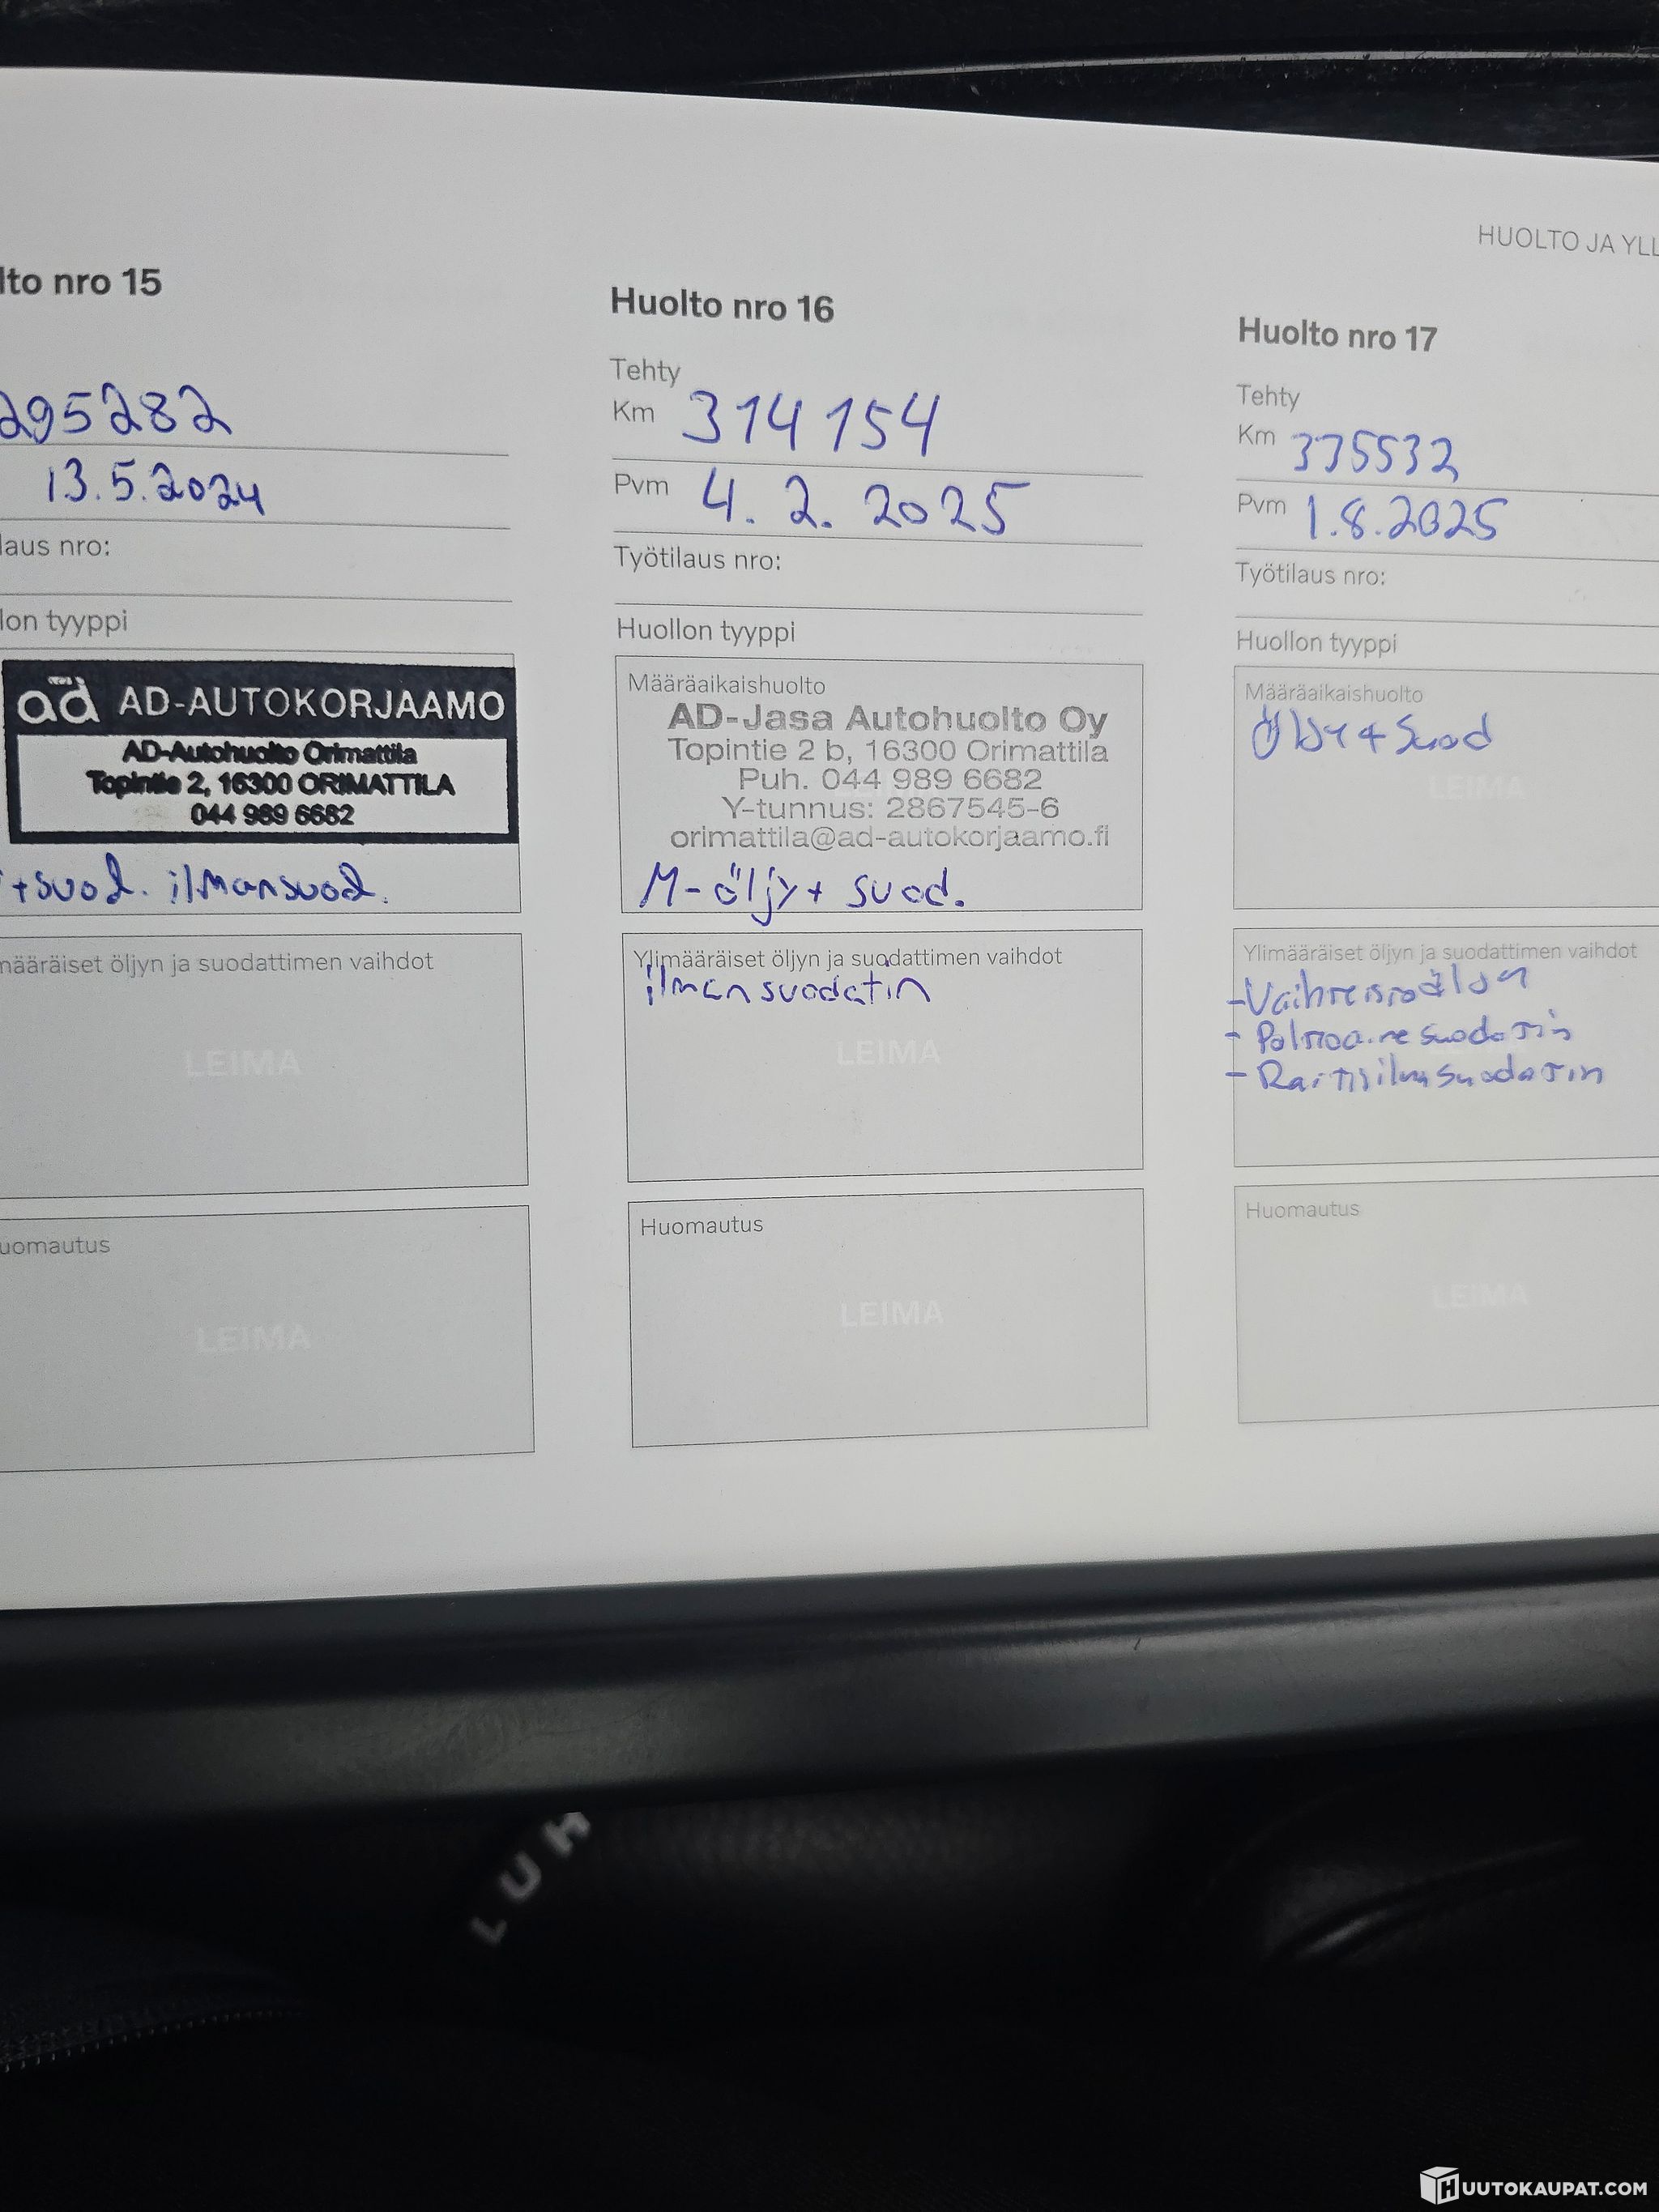 HUOLTO JA YLL
lto nro 15
295282
13.5.2024
laus nro:
lon tyyppi
ad AD-AUTOKORJAAMO
AD-Autohuolto Orimattila
Topintie 2, 16300 ORIMATTILA
044 989 6682
+suod. ilmansuod.
määräiset öljyn ja suodattimen vaihdot
LEIMA
uomautus
LEIMA
Huolto nro 16
Tehty
Km 314 154
Pvm 4. 2. 2025
Työtilaus nro:
Huollon tyyppi
Määräaikaishuolto
AD-Jasa Autohuolto Oy
Topintie 2 b, 16300 Orimattila
Puh. 044 989 6682
Y-tunnus: 2867545-6
orimattila@ad-autokorjaamo.fi
M-öljy+ suod.
Ylimääräiset öljyn ja suodattimen vaihdot
ilmansuodatin
LEIMA
Huomautus
LEIMA
Huolto nro 17
Tehty
Km
Pvm 1.8.2025
Työtilaus nro:
Huollon tyyppi
Määräaikaishuolto
Öljy + Suod
LEIMA
Ylimääräiset öljyn ja suodattimen vaihdot
-
- Polttoainesuodatin
- Raitisilmasuodatin
Huomautus
LEIMA
L U H
HUUTOKAUPAT.COM